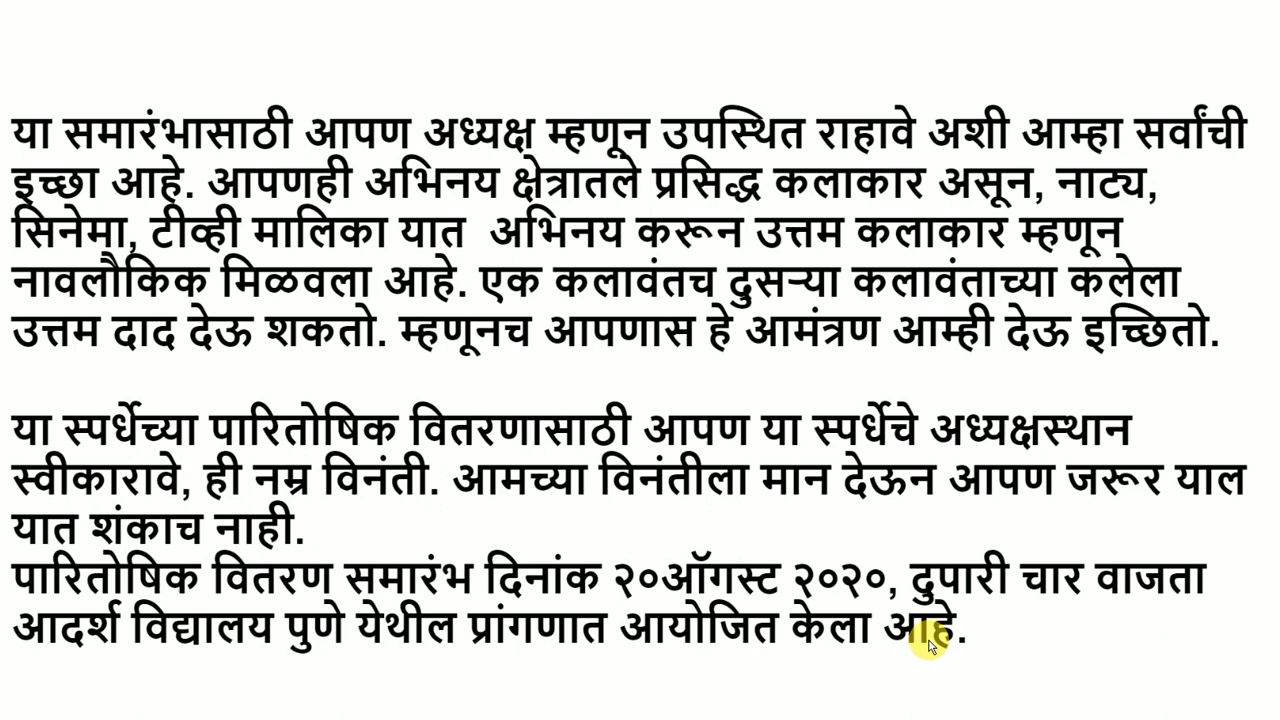 या समारंभासाठी आपण अध्यक्ष म्हणून उपस्थित राहावे अशी आम्हा सर्वांची
इच्छा आहे. आपणही अभिनय क्षेत्रातले प्रसिद्ध कलाकार असून, नाट्य,
सिनेमा, टीव्ही मालिका यात अभिनय करून उत्तम कलाकार म्हणून
नावलौकिक मिळवला आहे. एक कलावंतच दुसऱ्या कलावंताच्या कलेला
उत्तम दाद देऊ शकतो. म्हणूनच आपणास हे आमंत्रण आम्ही देऊ इच्छितो.
या स्पर्धेच्या पारितोषिक वितरणासाठी आपण या स्पर्धेचे अध्यक्षस्थान
स्वीकारावे, ही नम्र विनंती. आमच्या विनंतीला मान देऊन आपण जरूर याल
यात शंकाच नाही.
पारितोषिक वितरण समारंभ दिनांक २०ऑगस्ट २०२०, दुपारी चार वाजता
आदर्श विद्यालय पुणे येथील प्रांगणात आयोजित केला आहे.